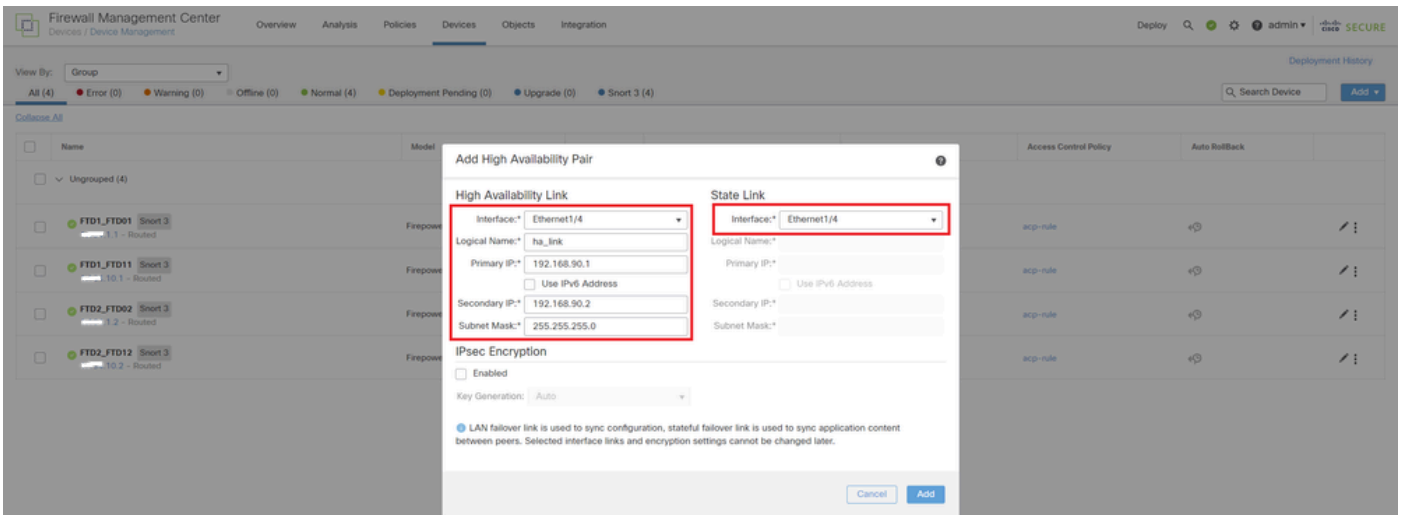 Firewall Management Center
Devices / Device Management
Overview Analysis Policies Devices Objects Integration
Deploy admin SECURE
Deployment History
View By: Group
All (4) Error (0) Warning (0) Offline (0) Normal (4) Deployment Pending (0) Upgrade (0) Snort 3 (4)
Search Device Add
Collapse All
Name Model Access Control Policy Auto RollBack
Ungrouped (4)
FTD1_FTD01 Snort 3
.1.1 - Routed
Firepowe acp-rule
FTD1_FTD11 Snort 3
.10.1 - Routed
Firepowe acp-rule
FTD2_FTD02 Snort 3
1.2 - Routed
Firepowe acp-rule
FTD2_FTD12 Snort 3
.10.2 - Routed
Firepowe acp-rule
Add High Availability Pair
High Availability Link
Interface:* Ethernet1/4
Logical Name:* ha_link
Primary IP:* 192.168.90.1
Use IPv6 Address
Secondary IP:* 192.168.90.2
Subnet Mask:* 255.255.255.0
State Link
Interface:* Ethernet1/4
Logical Name:*
Primary IP:*
Use IPv6 Address
Secondary IP:*
Subnet Mask:*
IPsec Encryption
Enabled
Key Generation: Auto
LAN failover link is used to sync configuration, stateful failover link is used to sync application content
between peers. Selected interface links and encryption settings cannot be changed later.
Cancel Add